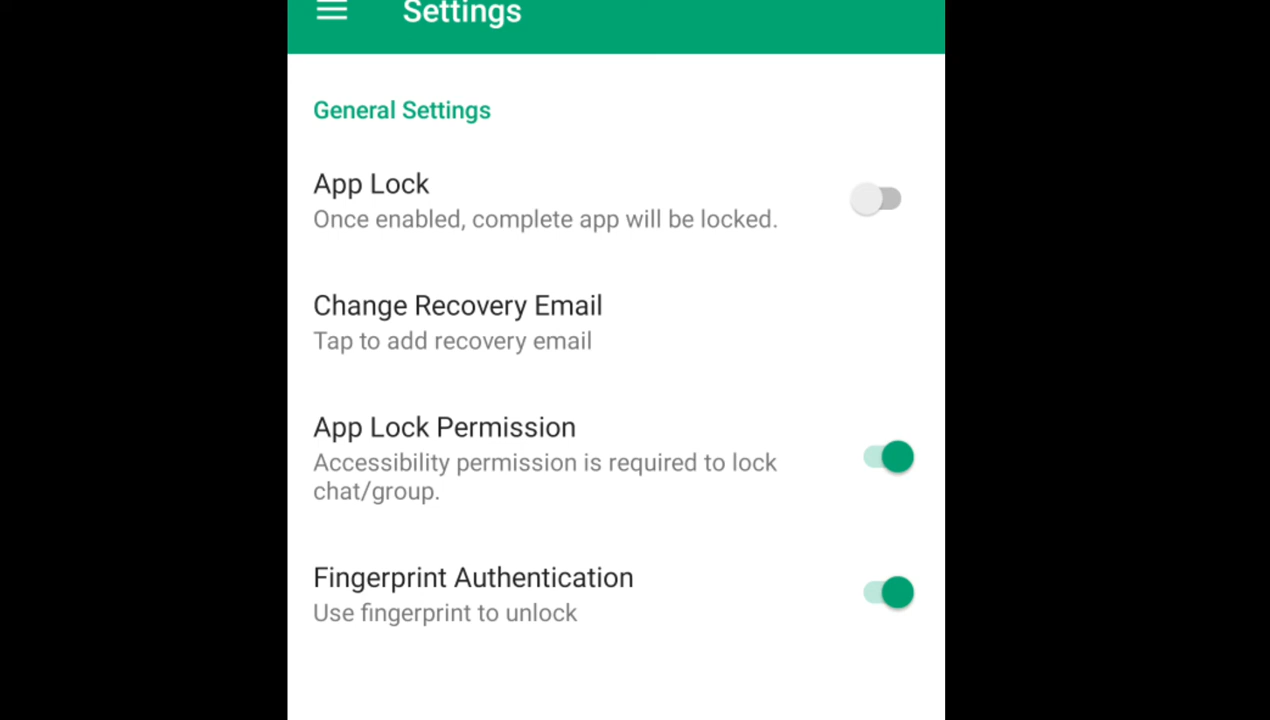 Settings
General Settings
App Lock
Once enabled, complete app will be locked.
Change Recovery Email
Tap to add recovery email
App Lock Permission
Accessibility permission is required to lock
chat/group.
Fingerprint Authentication
Use fingerprint to unlock